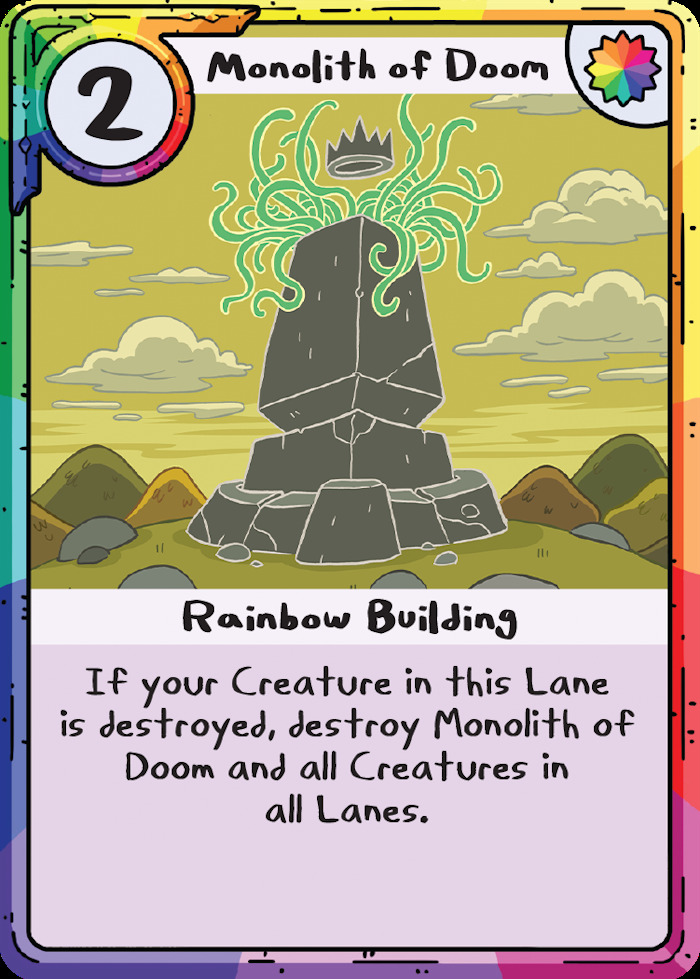 2
Monolith of Doom
Rainbow Building
If your Creature in this Lane
is destroyed, destroy Monolith of
Doom and all Creatures in
all Lanes.